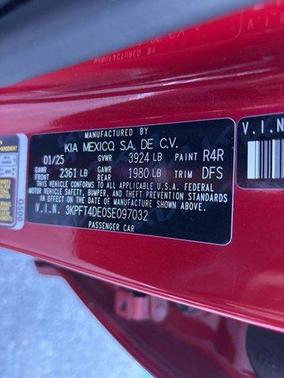 MANUFACTURED BY
KIA MEXICO S.A. DE C.V.
01/25 GVWR 3924 LB PAINT R4R
GAWR 2361 LB GAWR 1980 LB TRIM DFS
FRONT REAR
THIS VEHICLE CONFORMS TO ALL APPLICABLE U.S.A. FEDERAL
MOTOR VEHICLE SAFETY, BUMPER, AND THEFT PREVENTION STANDARDS
IN EFFECT ON THE DATE OF MANUFACTURE SHOWN ABOVE.
V.I.N. 3KPFT4DE0SE097032
PASSENGER CAR
V.I.N